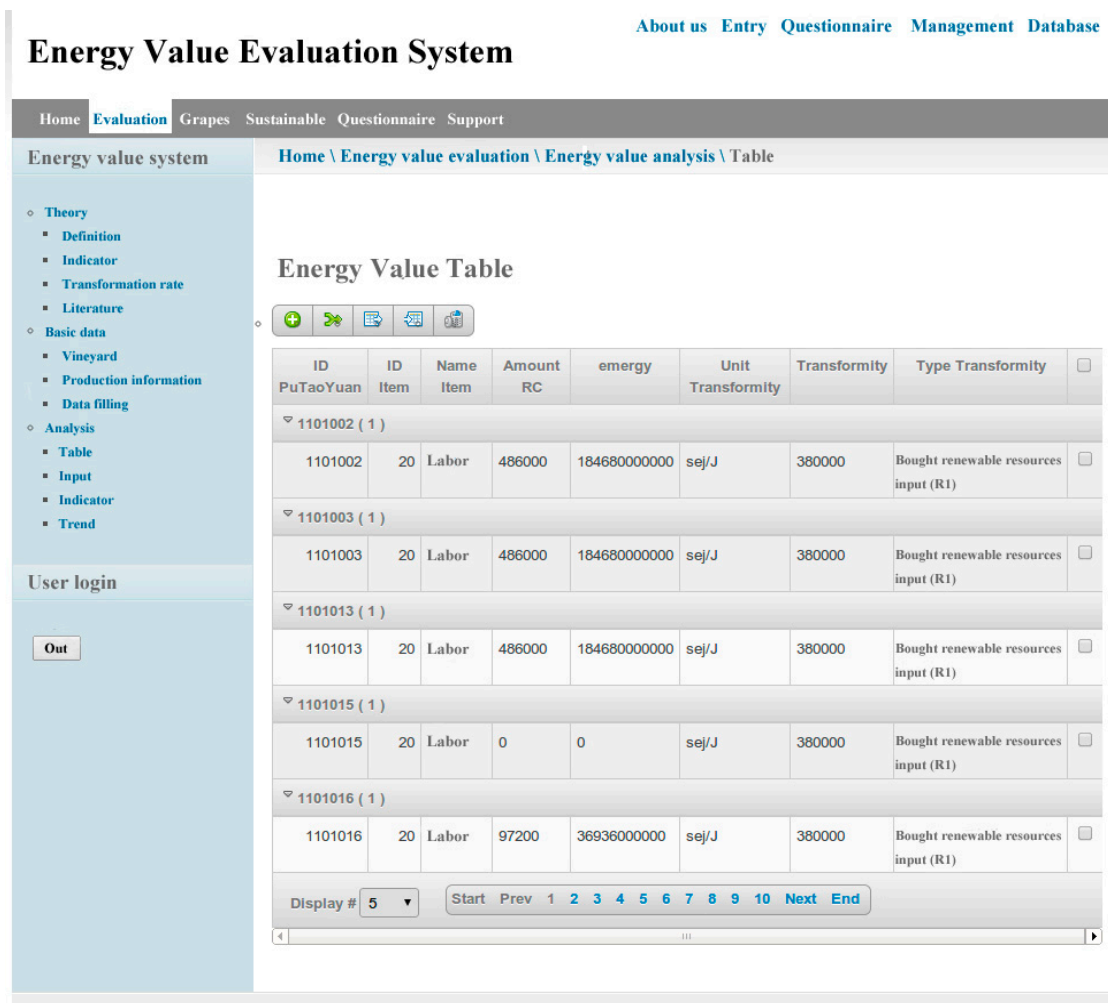 About us Entry Questionnaire Management Database
Energy Value Evaluation System
Home Evaluation Grapes Sustainable Questionnaire Support
Energy value system
Home \ Energy value evaluation \ Energy value analysis \ Table
Theory
Definition
Indicator
Transformation rate
Literature
Basic data
Vineyard
Production information
Data filling
Analysis
Table
Input
Indicator
Trend
User login
Out
Energy Value Table
ID PuTaoYuan ID Item Name Item Amount RC emergy Unit Transformity Transformity Type Transformity
1101002 ( 1 )
1101002 20 Labor 486000 184680000000 sej/J 380000 Bought renewable resources
input (R1)
1101003 ( 1 )
1101003 20 Labor 486000 184680000000 sej/J 380000 Bought renewable resources
input (R1)
1101013 ( 1 )
1101013 20 Labor 486000 184680000000 sej/J 380000 Bought renewable resources
input (R1)
1101015 ( 1 )
1101015 20 Labor 0 0 sej/J 380000 Bought renewable resources
input (R1)
1101016 ( 1 )
1101016 20 Labor 97200 36936000000 sej/J 380000 Bought renewable resources
input (R1)
Display # 5 Start Prev 1 2 3 4 5 6 7 8 9 10 Next End